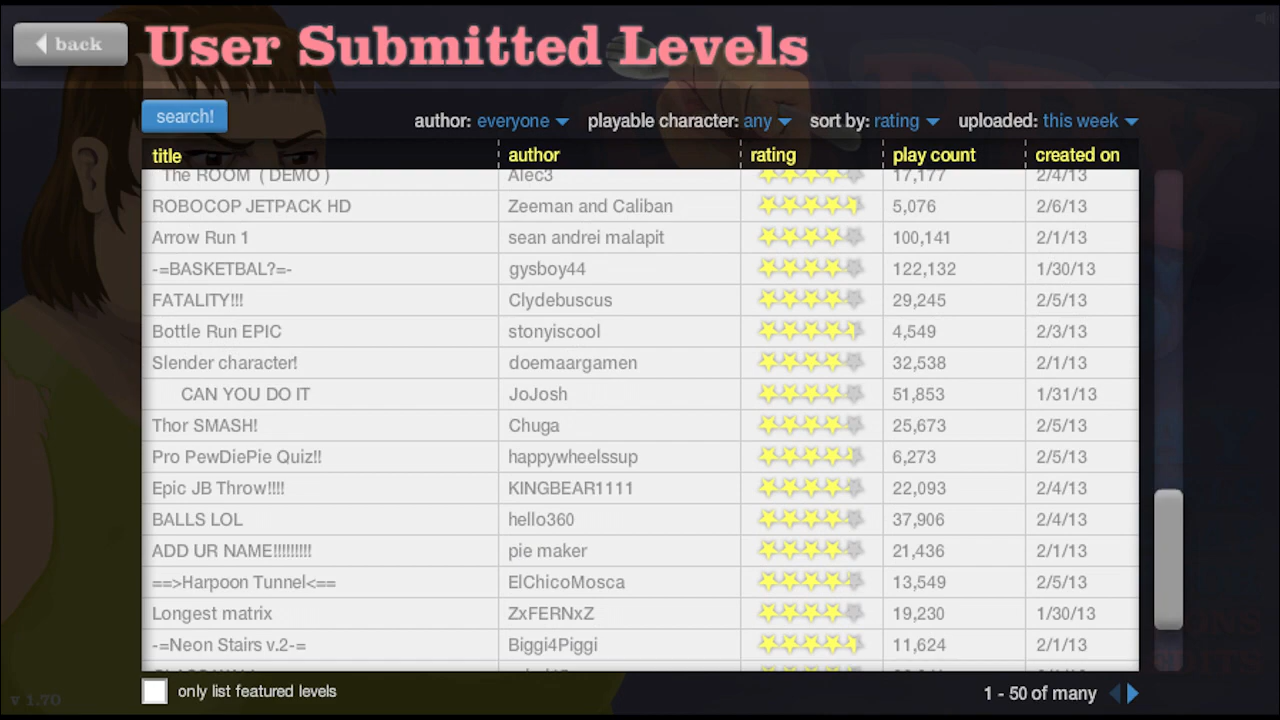 back
User Submitted Levels
search!
author: everyone playable character: any sort by: rating uploaded: this week
title author rating play count created on
The ROOM ( DEMO ) Alec3 17,177 2/4/13
ROBOCOP JETPACK HD Zeeman and Caliban 5,076 2/6/13
Arrow Run 1 sean andrei malapit 100,141 2/1/13
-=BASKETBAL?=- gysboy44 122,132 1/30/13
FATALITY!!! Clydebuscus 29,245 2/5/13
Bottle Run EPIC stonyiscool 4,549 2/3/13
Slender character! doemaargamen 32,538 2/1/13
CAN YOU DO IT JoJosh 51,853 1/31/13
Thor SMASH! Chuga 25,673 2/5/13
Pro PewDiePie Quiz!! happywheelssup 6,273 2/5/13
Epic JB Throw!!!! KINGBEAR1111 22,093 2/4/13
BALLS LOL hello360 37,906 2/4/13
ADD UR NAME!!!!!!!!! pie maker 21,436 2/1/13
==>Harpoon Tunnel<== ElChicoMosca 13,549 2/5/13
Longest matrix ZxFERNxZ 19,230 1/30/13
-=Neon Stairs v.2-= Biggi4Piggi 11,624 2/1/13
only list featured levels 1 - 50 of many
v 1.70